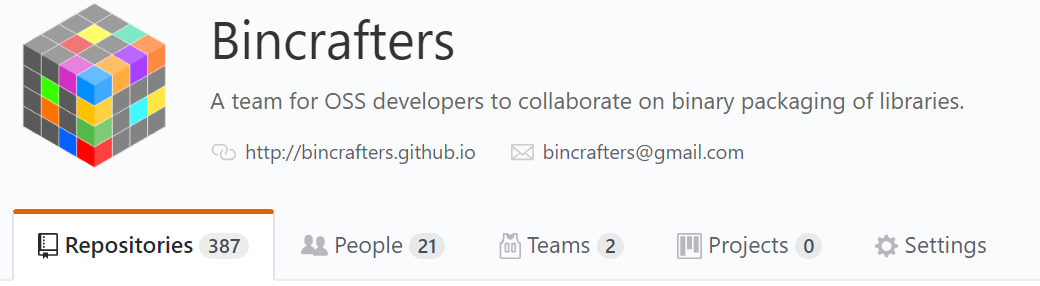 Bincrafters
A team for OSS developers to collaborate on binary packaging of libraries.
http://bincrafters.github.io bincrafters@gmail.com
Repositories 387 People 21 Teams 2 Projects 0 Settings